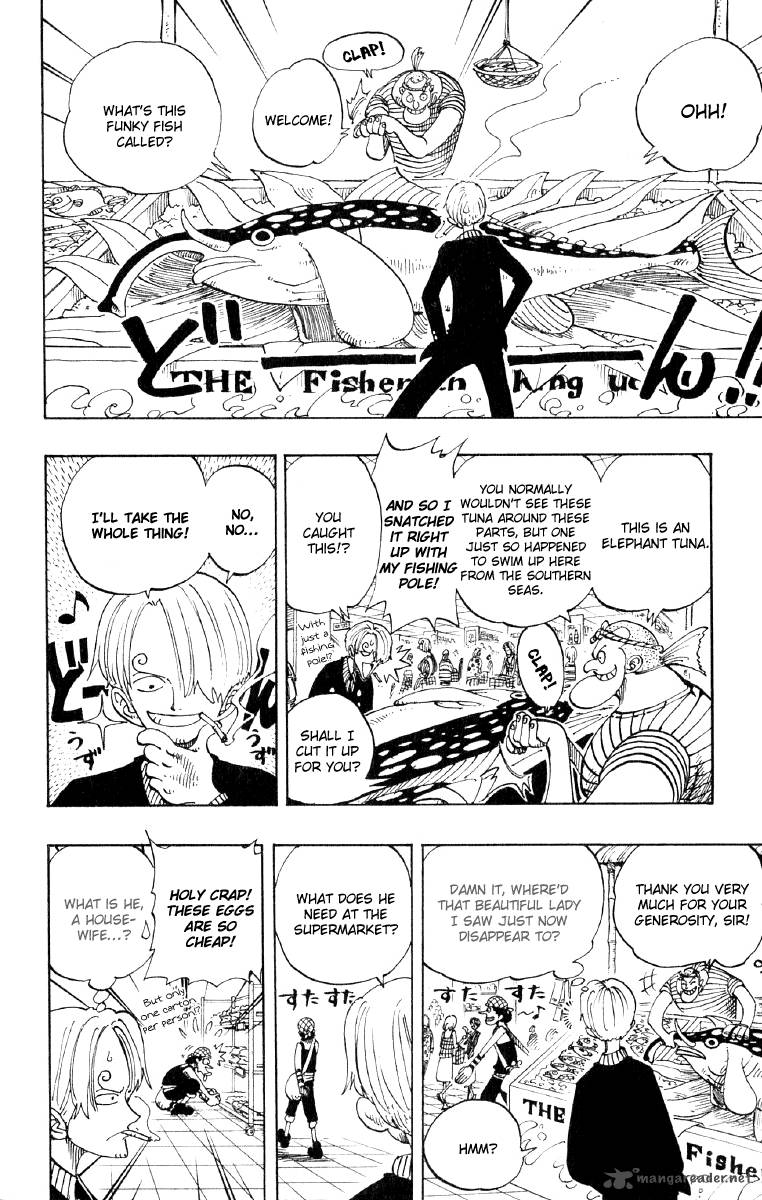 OHH!
CLAP!
WELCOME!
WHAT'S THIS
FUNKY FISH
CALLED?
ど
ん!!
THE Fishe
THIS IS AN
ELEPHANT TUNA.
YOU NORMALLY
WOULDN'T SEE THESE
TUNA AROUND THESE
PARTS, BUT ONE
JUST SO HAPPENED
TO SWIM UP HERE
FROM THE SOUTHERN
SEAS.
AND SO I
SNATCHED IT
RIGHT
UP WITH
MY FISHING
POLE!
YOU
CAUGHT
THIS!?
With
just a
fishing
pole!?
CLAP!
SHALL I
CUT IT UP
FOR YOU?
NO,
NO...
I'LL TAKE THE
WHOLE THING!
どーん
うず
うず
THANK YOU VERY
MUCH FOR YOUR
GENEROSITY, SIR!
DAMN IT, WHERE'D
THAT BEAUTIFUL LADY
I SAW JUST NOW
DISAPPEAR TO?
すた すた
HMM?
THE
Fishe
WHAT DOES HE
NEED AT THE
SUPERMARKET?
すた すた
HOLY CRAP!
THESE EGGS
ARE SO
CHEAP!
But only
one carton
per person!?
WHAT IS HE,
A HOUSE-
WIFE...?
mangareader.net